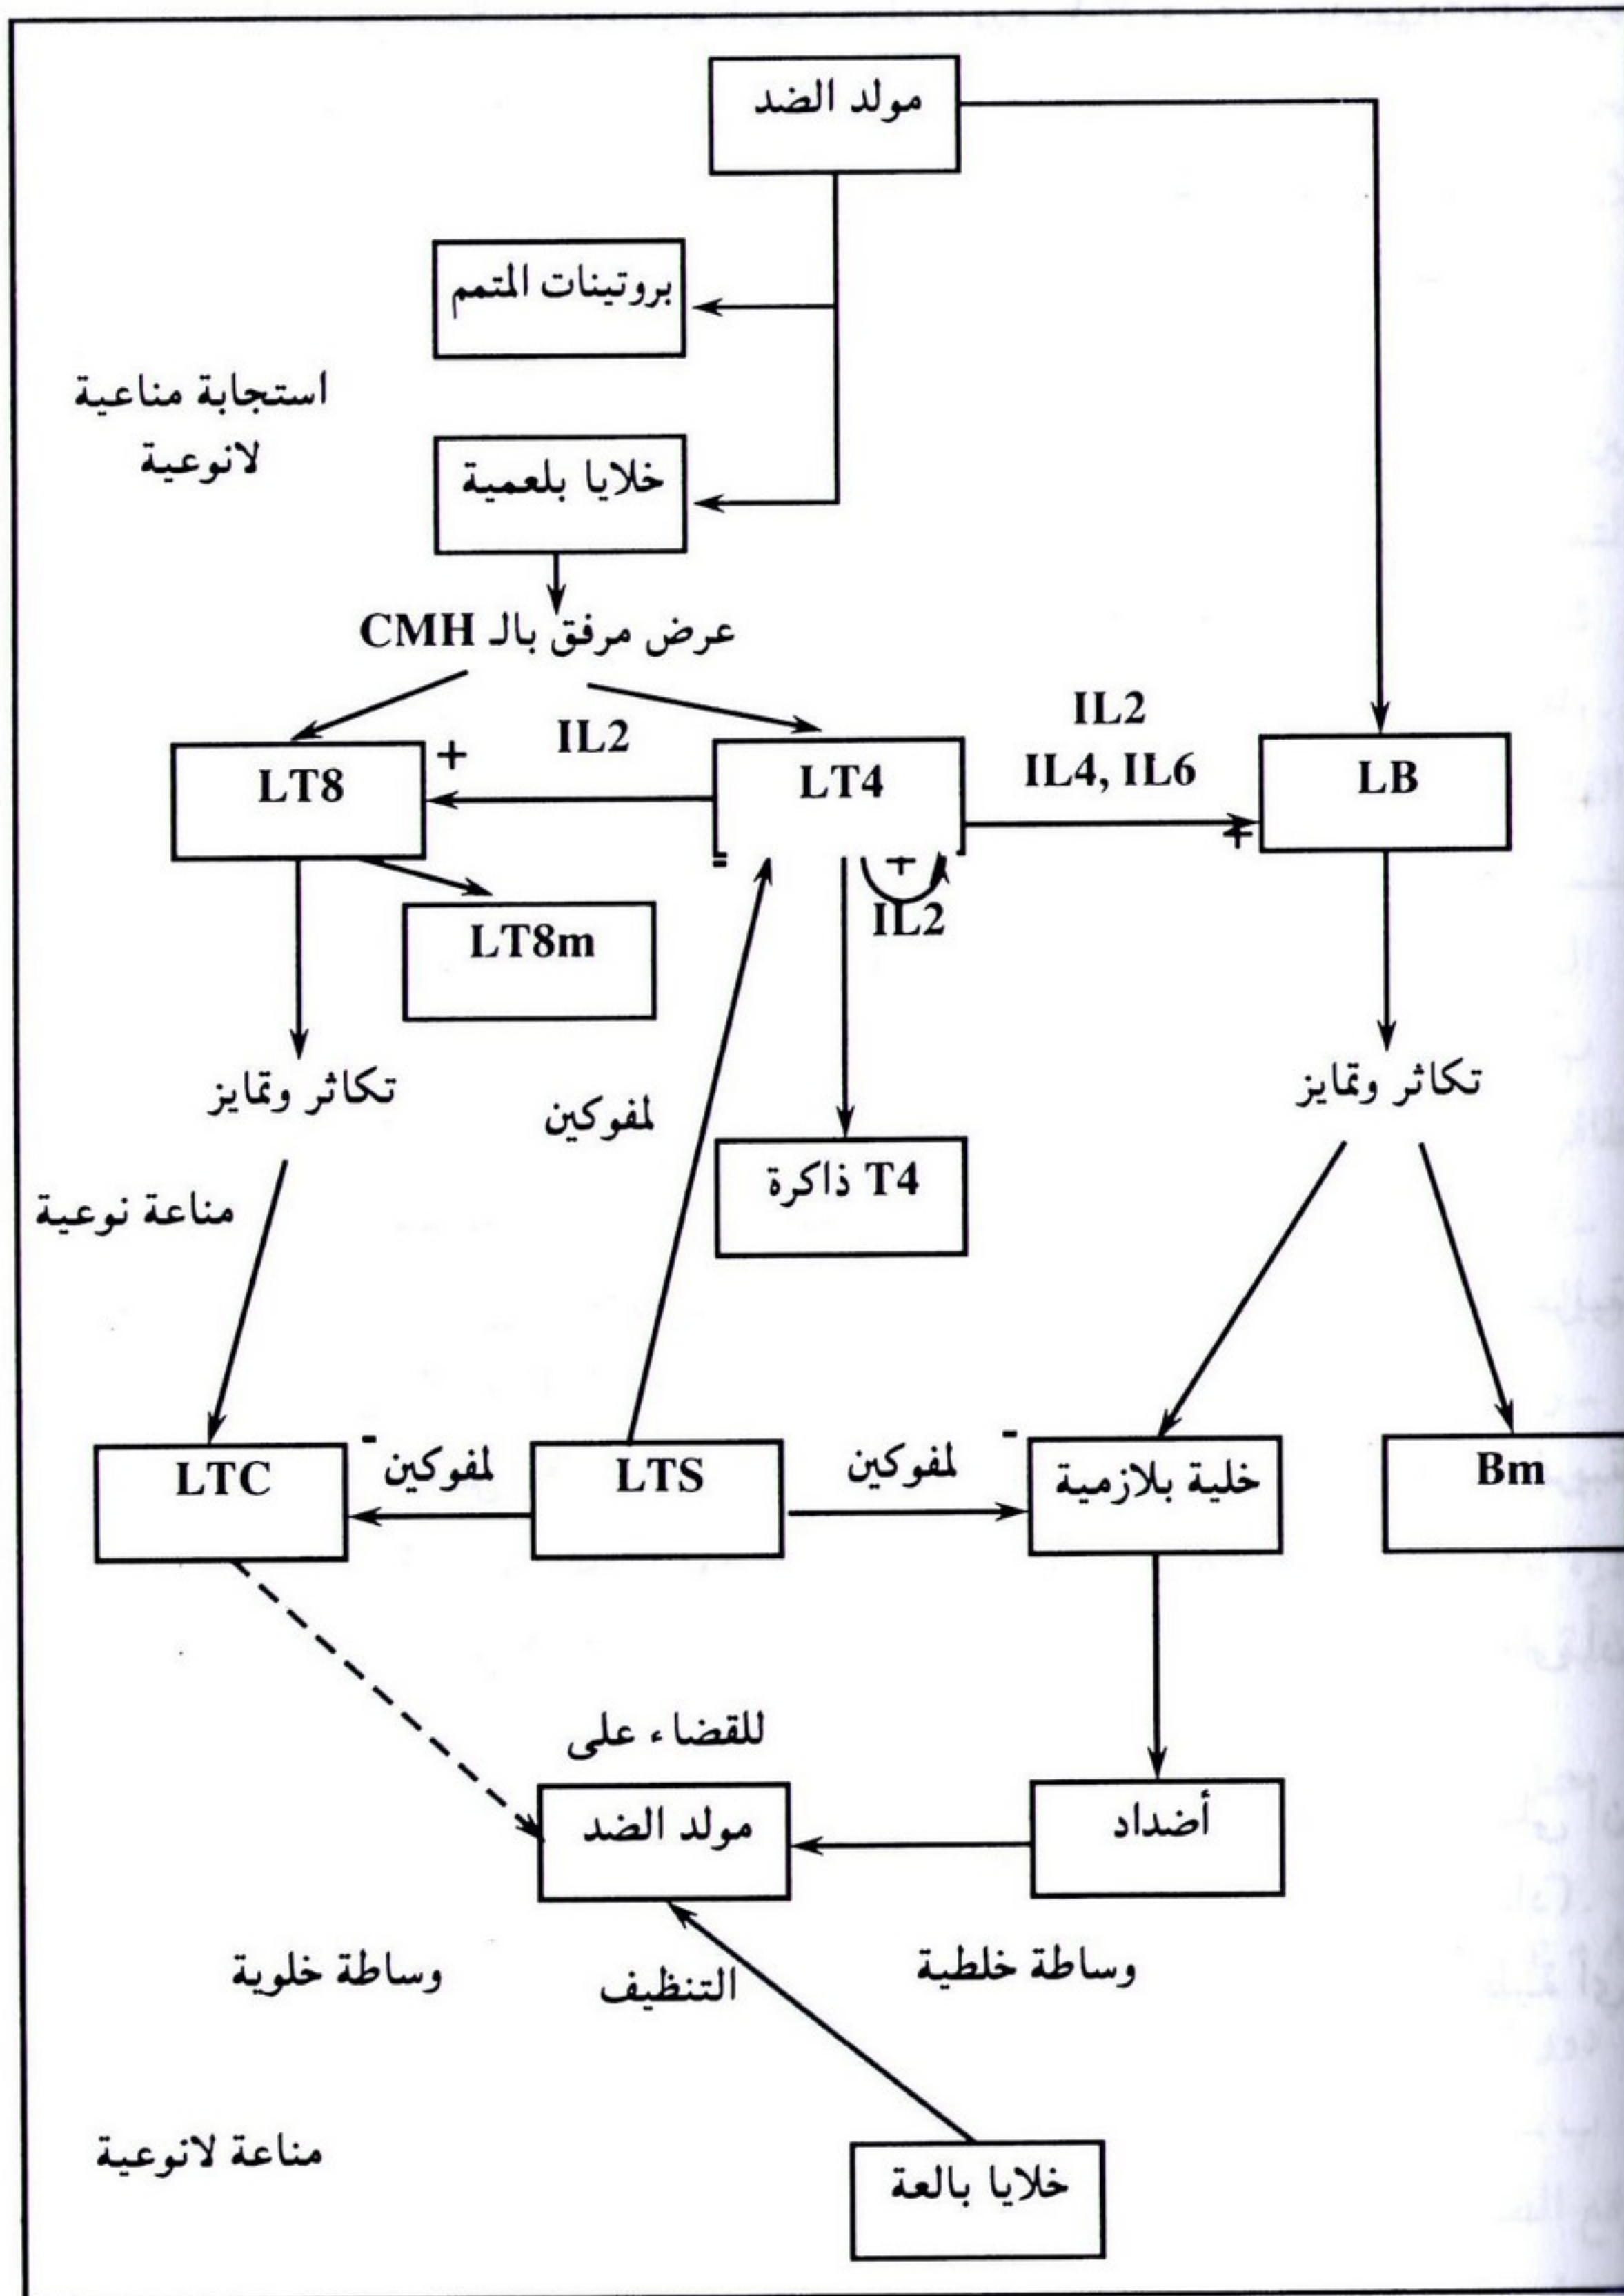 مولد الضد
بروتينات المتمم
استجابة مناعية
لانوعية
خلايا بلعمية
عرض مرفق بالـ CMH
IL2
IL2
IL4, IL6
LT8
+
LT4
+
LB
-
+
IL2
LT8m
تكاثر وتمايز
لمفوكين
تكاثر وتمايز
T4 ذاكرة
مناعة نوعية
LTC
-
لمفوكين
LTS
لمفوكين
-
خلية بلازمية
Bm
للقضاء على
مولد الضد
أضداد
وساطة خلوية
التنظيف
وساطة خلطية
مناعة لانوعية
خلايا بالعة